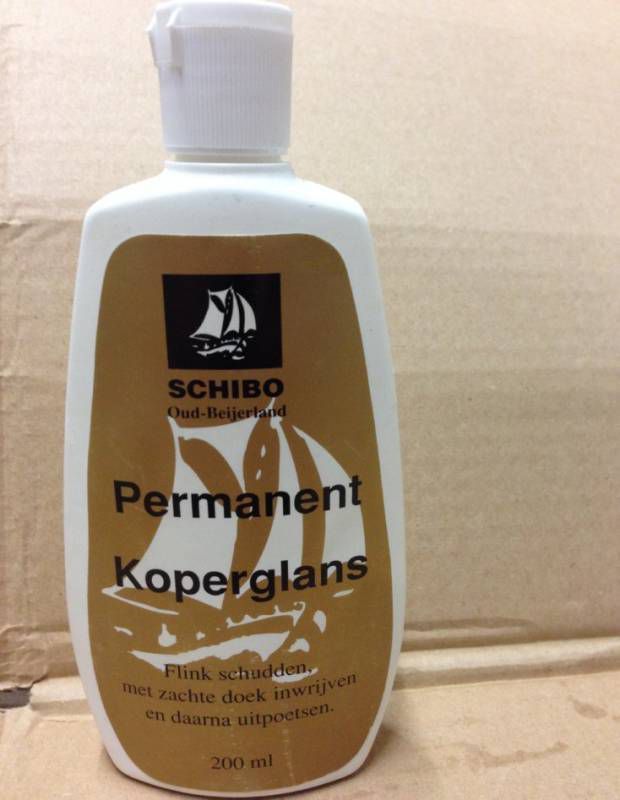 SCHIBO
Oud-Beijerland
Permanent
Koperglans
Flink schudden,
met zachte doek inwrijven
en daarna uitpoetsen.
200 ml